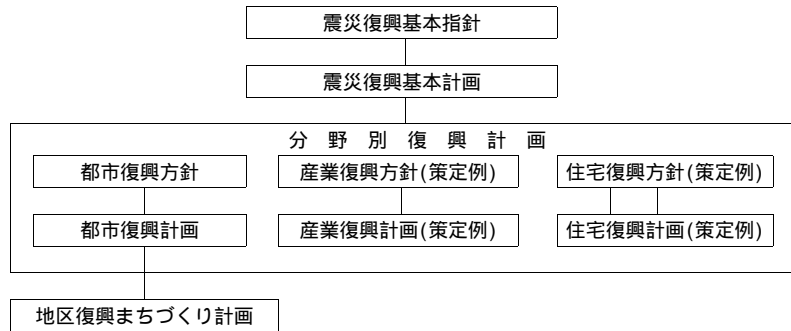 震災復興基本指針
震災復興基本計画
分野別復興計画
都市復興方針
産業復興方針(策定例)
住宅復興方針(策定例)
都市復興計画
産業復興計画(策定例)
住宅復興計画(策定例)
地区復興まちづくり計画